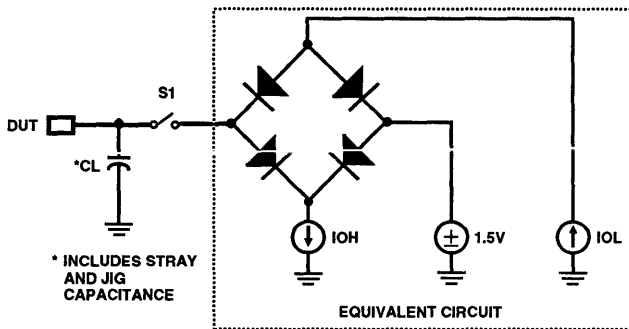 S1
DUT
*CL
IOH
± 1.5V
IOL
* INCLUDES STRAY
AND JIG
CAPACITANCE
EQUIVALENT CIRCUIT